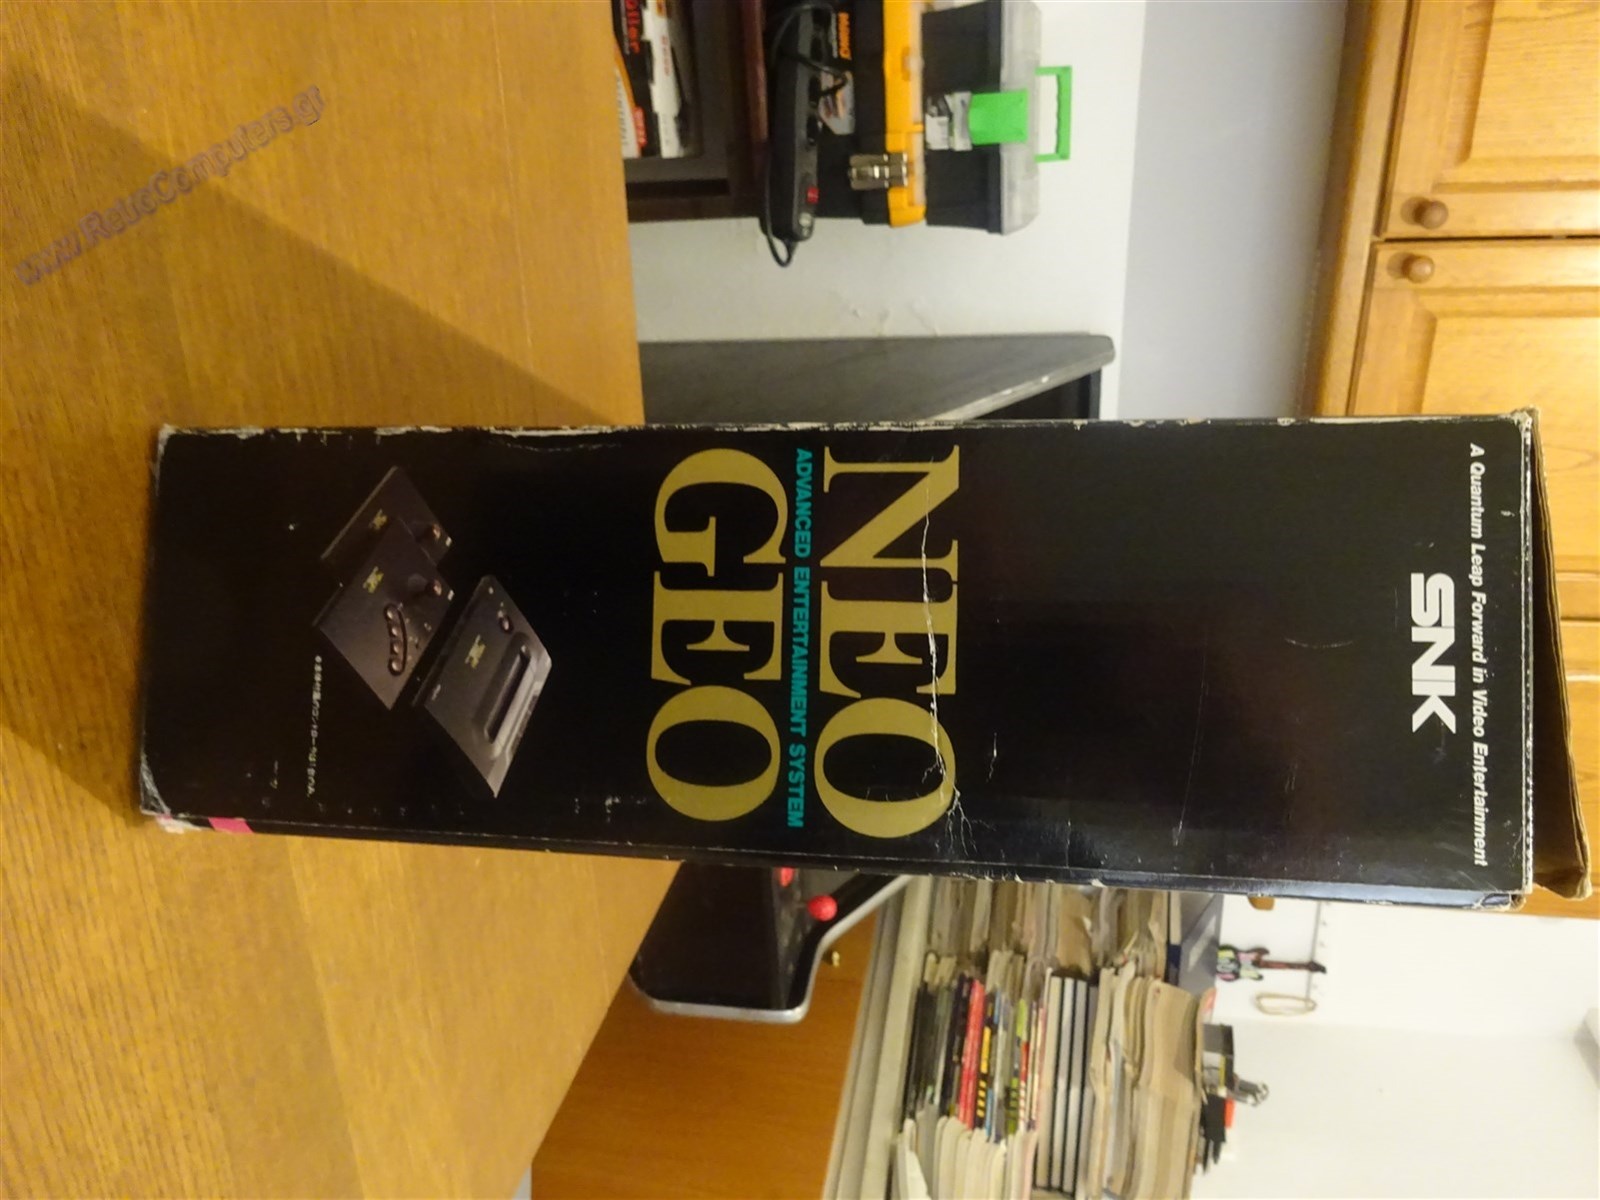 A Quantum Leap Forward in Video Entertainment
SNK
NEO
ADVANCED ENTERTAINMENT SYSTEM
GEO
www.RetroComputers.gr